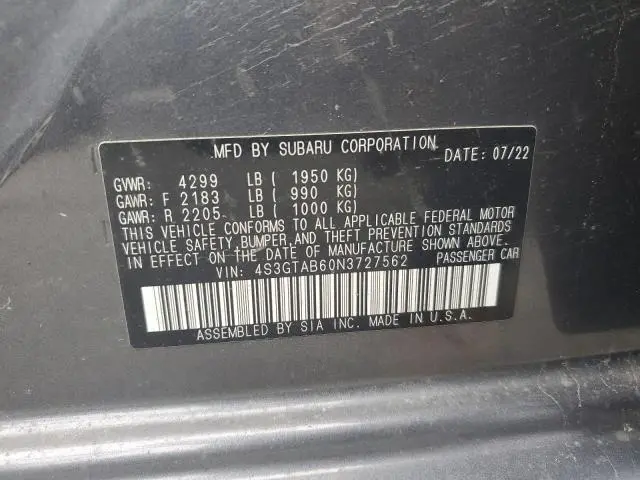 MFD BY SUBARU CORPORATION DATE: 07/22
GVWR: 4299 LB ( 1950 KG)
GAWR: F 2183 LB ( 990 KG)
GAWR: R 2205 LB ( 1000 KG)
THIS VEHICLE CONFORMS TO ALL APPLICABLE FEDERAL MOTOR
VEHICLE SAFETY, BUMPER, AND THEFT PREVENTION STANDARDS
IN EFFECT ON THE DATE OF MANUFACTURE SHOWN ABOVE.
VIN: 4S3GTAB60N3727562 PASSENGER CAR
ASSEMBLED BY SIA INC. MADE IN U.S.A.